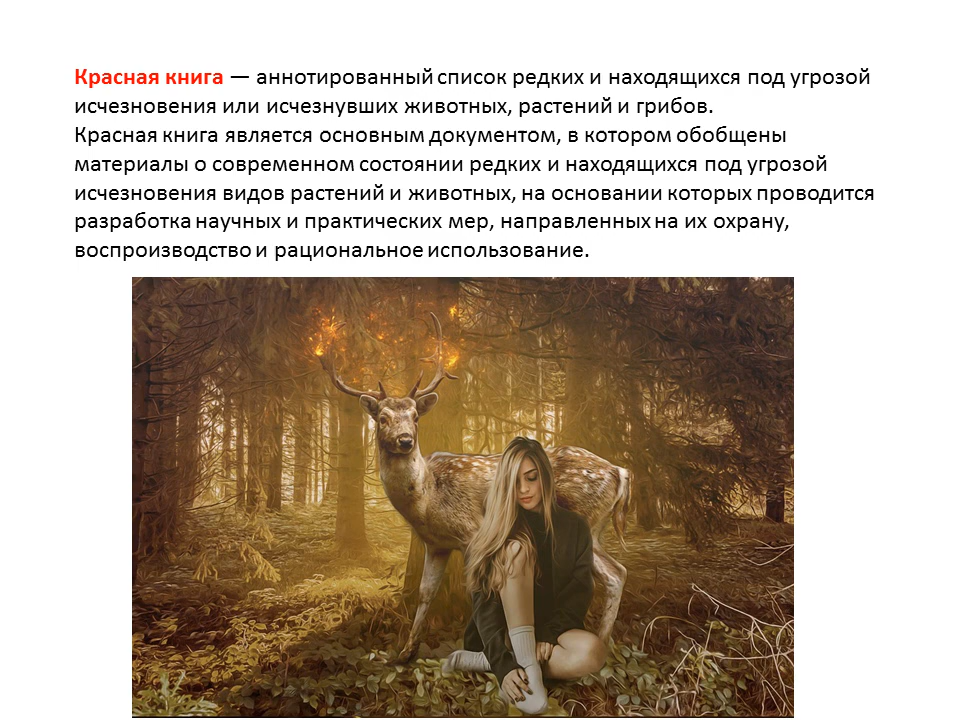 Красная книга — аннотированный список редких и находящихся под угрозой
исчезновения или исчезнувших животных, растений и грибов.
Красная книга является основным документом, в котором обобщены
материалы о современном состоянии редких и находящихся под угрозой
исчезновения видов растений и животных, на основании которых проводится
разработка научных и практических мер, направленных на их охрану,
воспроизводство и рациональное использование.